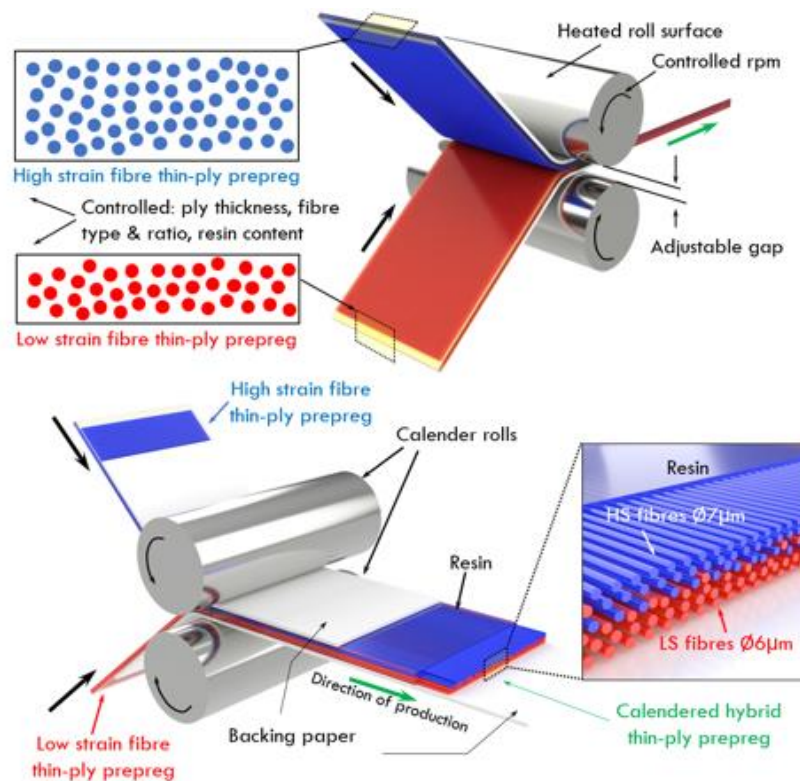 Heated roll surface
Controlled rpm
High strain fibre thin-ply prepreg
Controlled: ply thickness, fibre
type & ratio, resin content
Adjustable gap
Low strain fibre thin-ply prepreg
High strain fibre
thin-ply prepreg
Calender rolls
Resin
HS fibres Ø7µm
Resin
LS fibres Ø6µm
Direction of production
Backing paper
Low strain fibre
thin-ply prepreg
Calendered hybrid
thin-ply prepreg